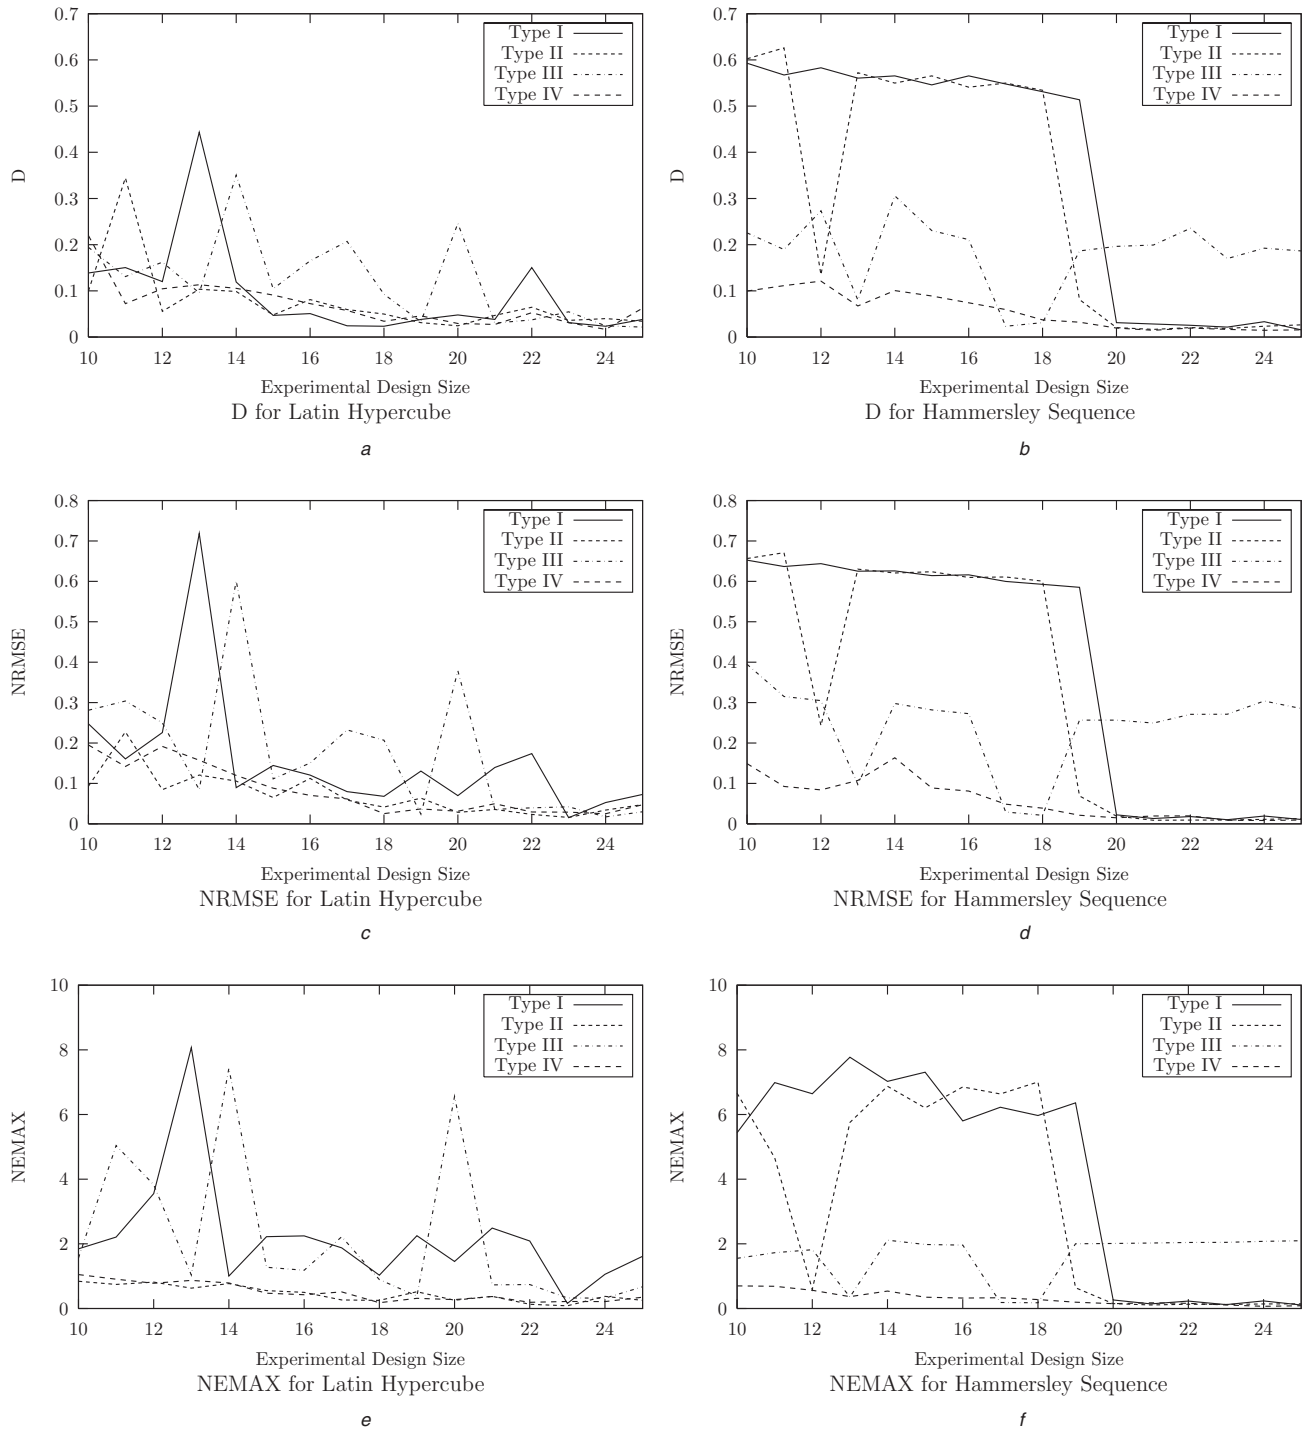 0.7
0.6
0.5
0.4
0.3
0.2
0.1
0
D
Type I
Type II
Type III
Type IV
10 12 14 16 18 20 22 24
Experimental Design Size
D for Latin Hypercube
a
0.7
0.6
0.5
0.4
0.3
0.2
0.1
0
D
Type I
Type II
Type III
Type IV
10 12 14 16 18 20 22 24
Experimental Design Size
D for Hammersley Sequence
b
0.8
0.7
0.6
0.5
0.4
0.3
0.2
0.1
0
NRMSE
Type I
Type II
Type III
Type IV
10 12 14 16 18 20 22 24
Experimental Design Size
NRMSE for Latin Hypercube
c
0.8
0.7
0.6
0.5
0.4
0.3
0.2
0.1
0
NRMSE
Type I
Type II
Type III
Type IV
10 12 14 16 18 20 22 24
Experimental Design Size
NRMSE for Hammersley Sequence
d
10
8
6
4
2
0
NEMAX
Type I
Type II
Type III
Type IV
10 12 14 16 18 20 22 24
Experimental Design Size
NEMAX for Latin Hypercube
e
10
8
6
4
2
0
NEMAX
Type I
Type II
Type III
Type IV
10 12 14 16 18 20 22 24
Experimental Design Size
NEMAX for Hammersley Sequence
f